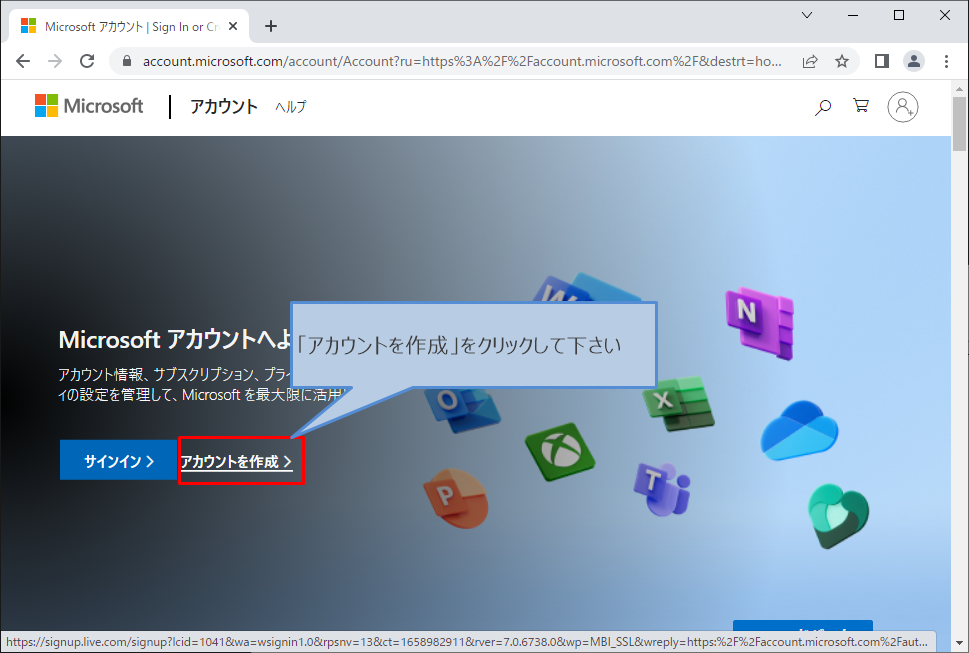 Microsoft アカウント | Sign In or Cr
account.microsoft.com/account/Account?ru=https%3A%2F%2Faccount.microsoft.com%2F&destrt=ho...
Microsoft
アカウント
ヘルプ
「アカウントを作成」をクリックして下さい
Microsoft アカウントへよ
アカウント情報、サブスクリプション、プライ
ィの設定を管理して、Microsoft を最大限に活用
サインイン
アカウントを作成
W
N
O
X
P
T
https://signup.live.com/signup?lcid=1041&wa=wsignin1.0&rpsnv=13&ct=1658982911&rver=7.0.6738.0&wp=MBI_SSL&wreply=https:%2F%2Faccount.microsoft.com%2Faut...